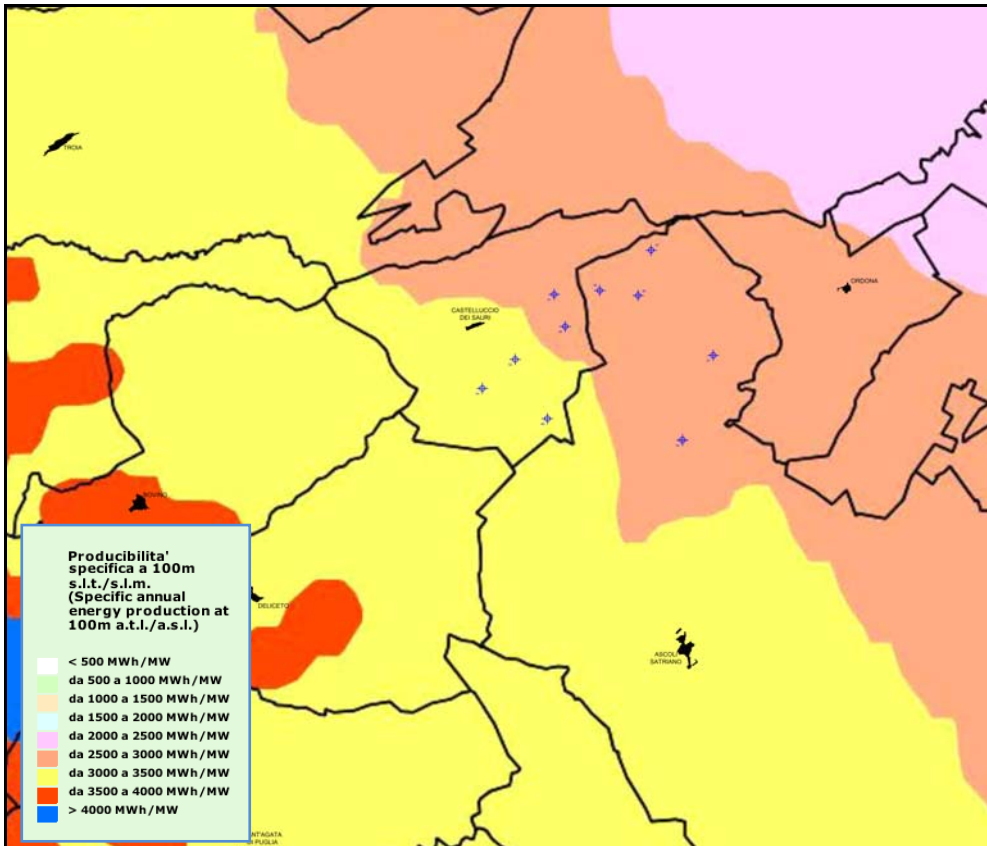 TROIA
ORDONA
CASTELLUCCIO
DEI SAURI
BOVINO
DELICETO
ASCOLI
SATRIANO
Producibilita'
specifica a 100m
s.l.t./s.l.m.
(Specific annual
energy production at
100m a.t.l./a.s.l.)
< 500 MWh/MW
da 500 a 1000 MWh/MW
da 1000 a 1500 MWh/MW
da 1500 a 2000 MWh/MW
da 2000 a 2500 MWh/MW
da 2500 a 3000 MWh/MW
da 3000 a 3500 MWh/MW
da 3500 a 4000 MWh/MW
> 4000 MWh/MW
NT'AGATA
DI PUGLIA